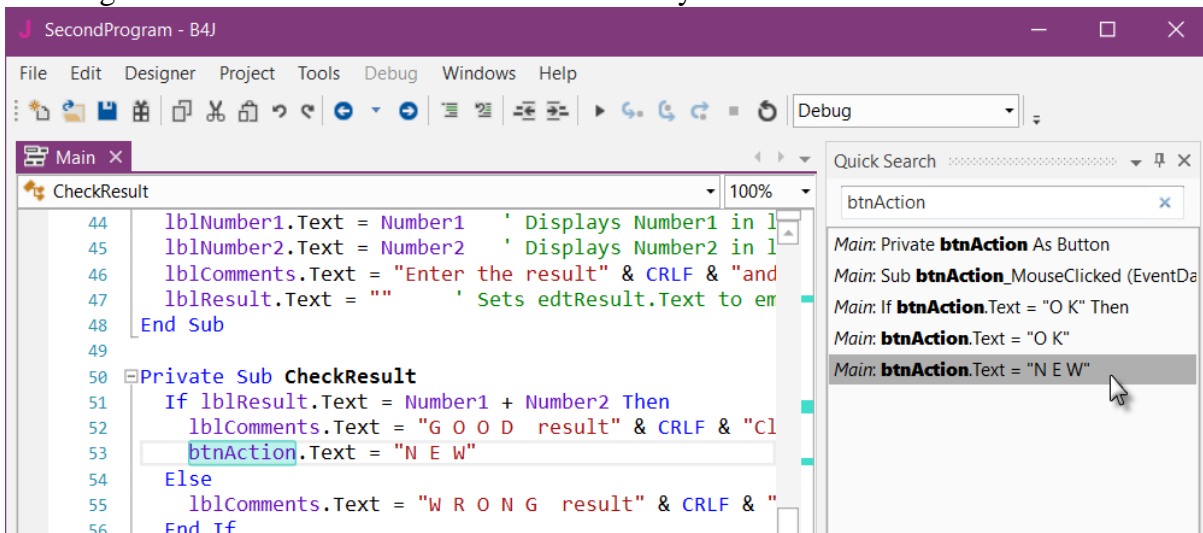 SecondProgram - B4J
File Edit Designer Project Tools Debug Windows Help
Debug
Main
CheckResult 100%
44 lblNumber1.Text = Number1 ' Displays Number1 in l
45 lblNumber2.Text = Number2 ' Displays Number2 in l
46 lblComments.Text = "Enter the result" & CRLF & "and
47 lblResult.Text = "" ' Sets edtResult.Text to em
48 End Sub
49
50 Private Sub CheckResult
51 If lblResult.Text = Number1 + Number2 Then
52 lblComments.Text = "G O O D result" & CRLF & "Cl
53 btnAction.Text = "N E W"
54 Else
55 lblComments.Text = "W R O N G result" & CRLF & "
56 End If
Quick Search
btnAction
Main: Private btnAction As Button
Main: Sub btnAction_MouseClicked (EventDa
Main: If btnAction.Text = "O K" Then
Main: btnAction.Text = "O K"
Main: btnAction.Text = "N E W"